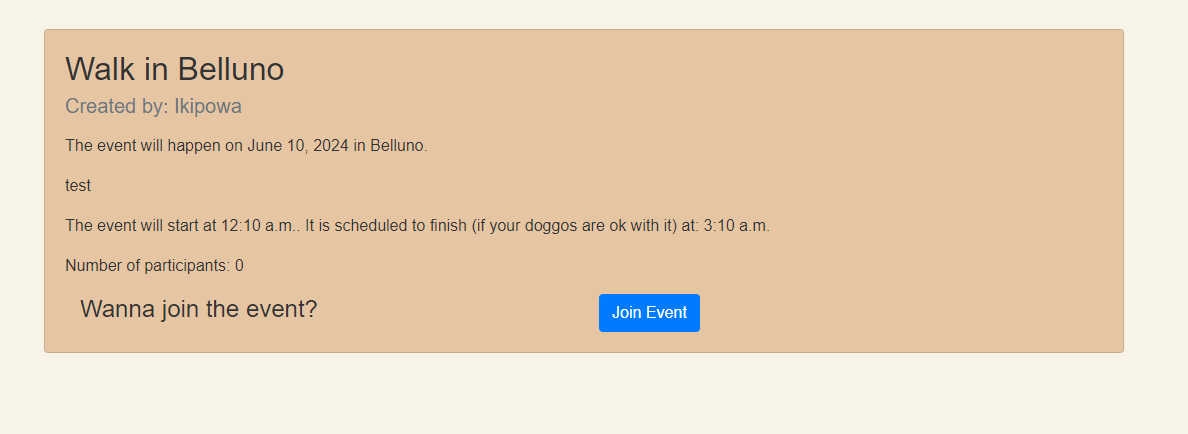 Walk in Belluno
Created by: Ikipowa
The event will happen on June 10, 2024 in Belluno.
test
The event will start at 12:10 a.m.. It is scheduled to finish (if your doggos are ok with it) at: 3:10 a.m.
Number of participants: 0
Wanna join the event?
Join Event